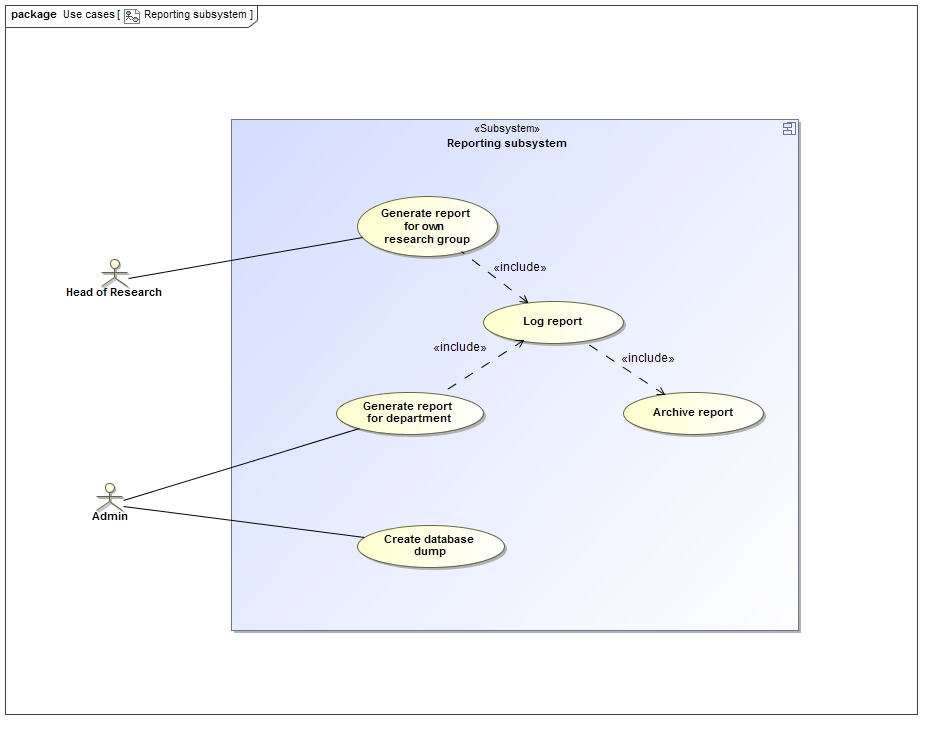 package Use cases [ Reporting subsystem ]
«Subsystem»
Reporting subsystem
Generate report
for own
research group
«include»
Head of Research
Log report
«include»
«include»
Generate report
for department
Archive report
Admin
Create database
dump